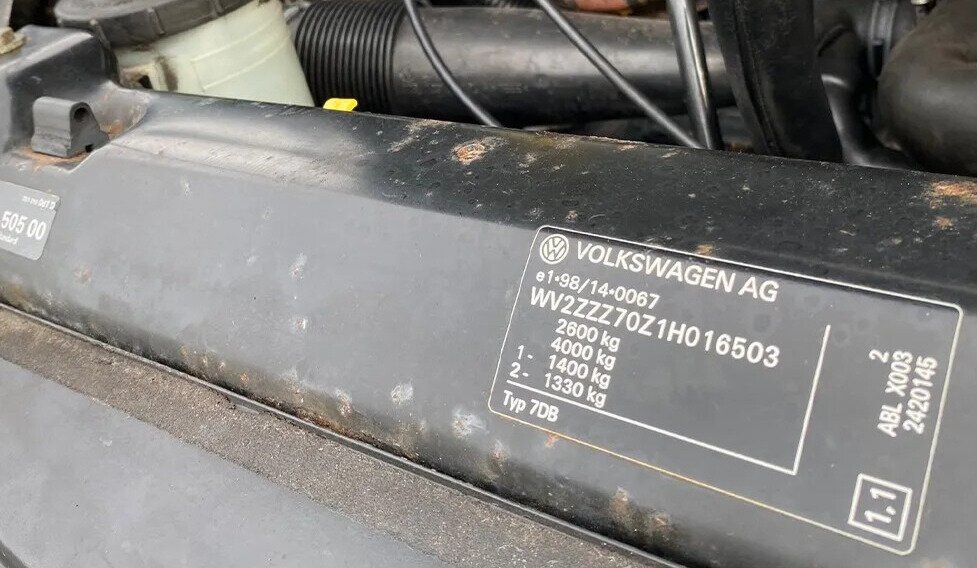 505 00
VOLKSWAGEN AG
e1*98/14*0067
WV2ZZZ70Z1H016503
2600 kg
4000 kg
1- 1400 kg
2- 1330 kg
Typ 7DB
2
ABL X003
2420145
1.1